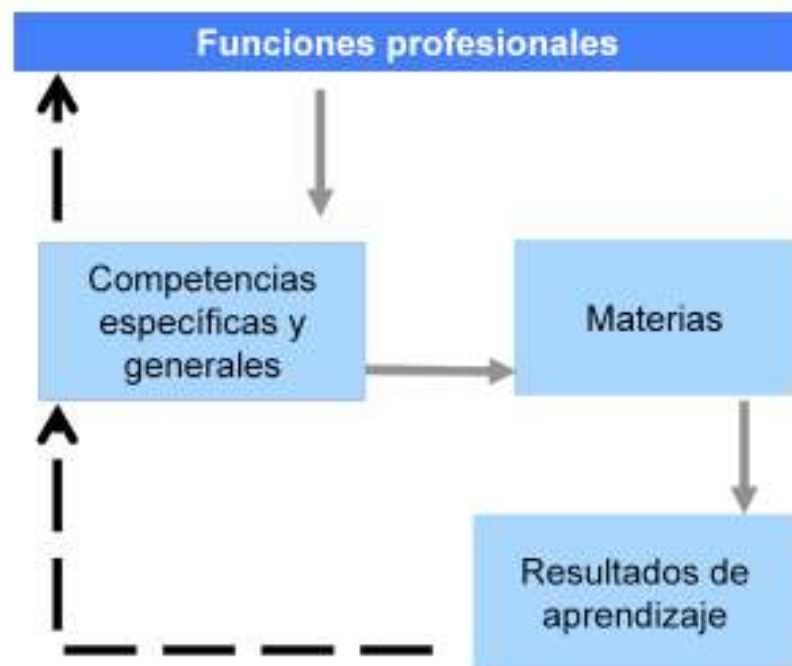 Funciones profesionales
Competencias
específicas y
generales
Materias
Resultados de
aprendizaje